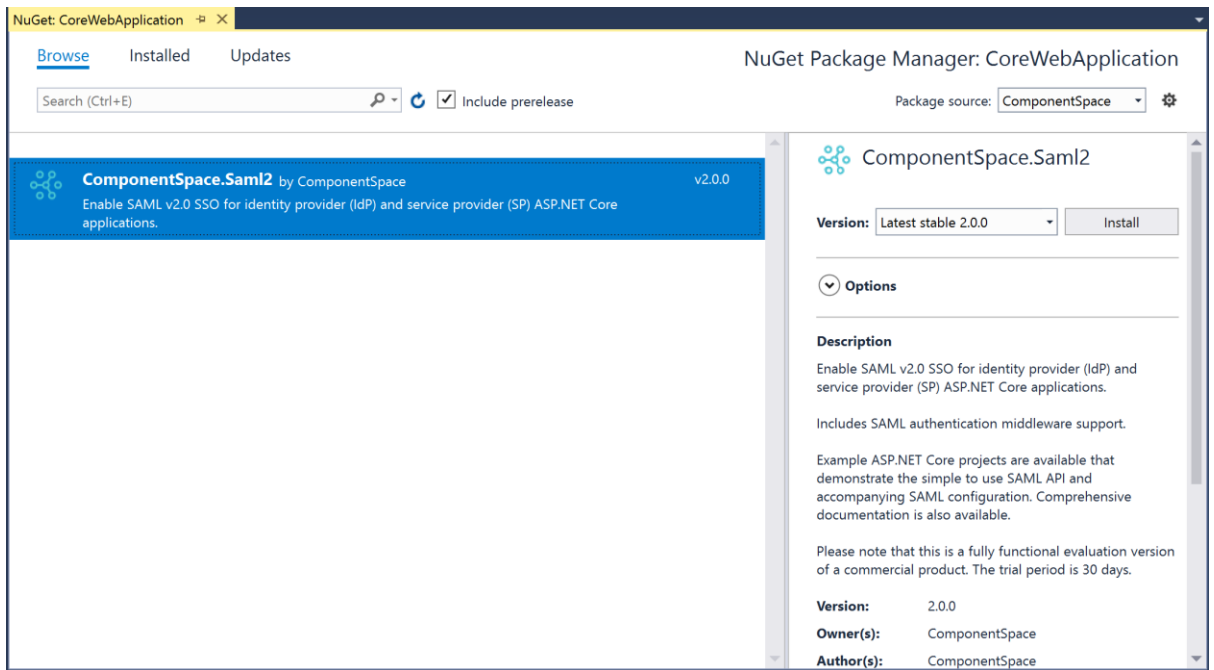 NuGet: CoreWebApplication
Browse Installed Updates
NuGet Package Manager: CoreWebApplication
Search (Ctrl+E)
Include prerelease
Package source: ComponentSpace
ComponentSpace.Saml2 by ComponentSpace v2.0.0
Enable SAML v2.0 SSO for identity provider (IdP) and service provider (SP) ASP.NET Core
applications.
ComponentSpace.Saml2
Version: Latest stable 2.0.0 Install
Options
Description
Enable SAML v2.0 SSO for identity provider (IdP) and
service provider (SP) ASP.NET Core applications.
Includes SAML authentication middleware support.
Example ASP.NET Core projects are available that
demonstrate the simple to use SAML API and
accompanying SAML configuration. Comprehensive
documentation is also available.
Please note that this is a fully functional evaluation version
of a commercial product. The trial period is 30 days.
Version: 2.0.0
Owner(s): ComponentSpace
Author(s): ComponentSpace